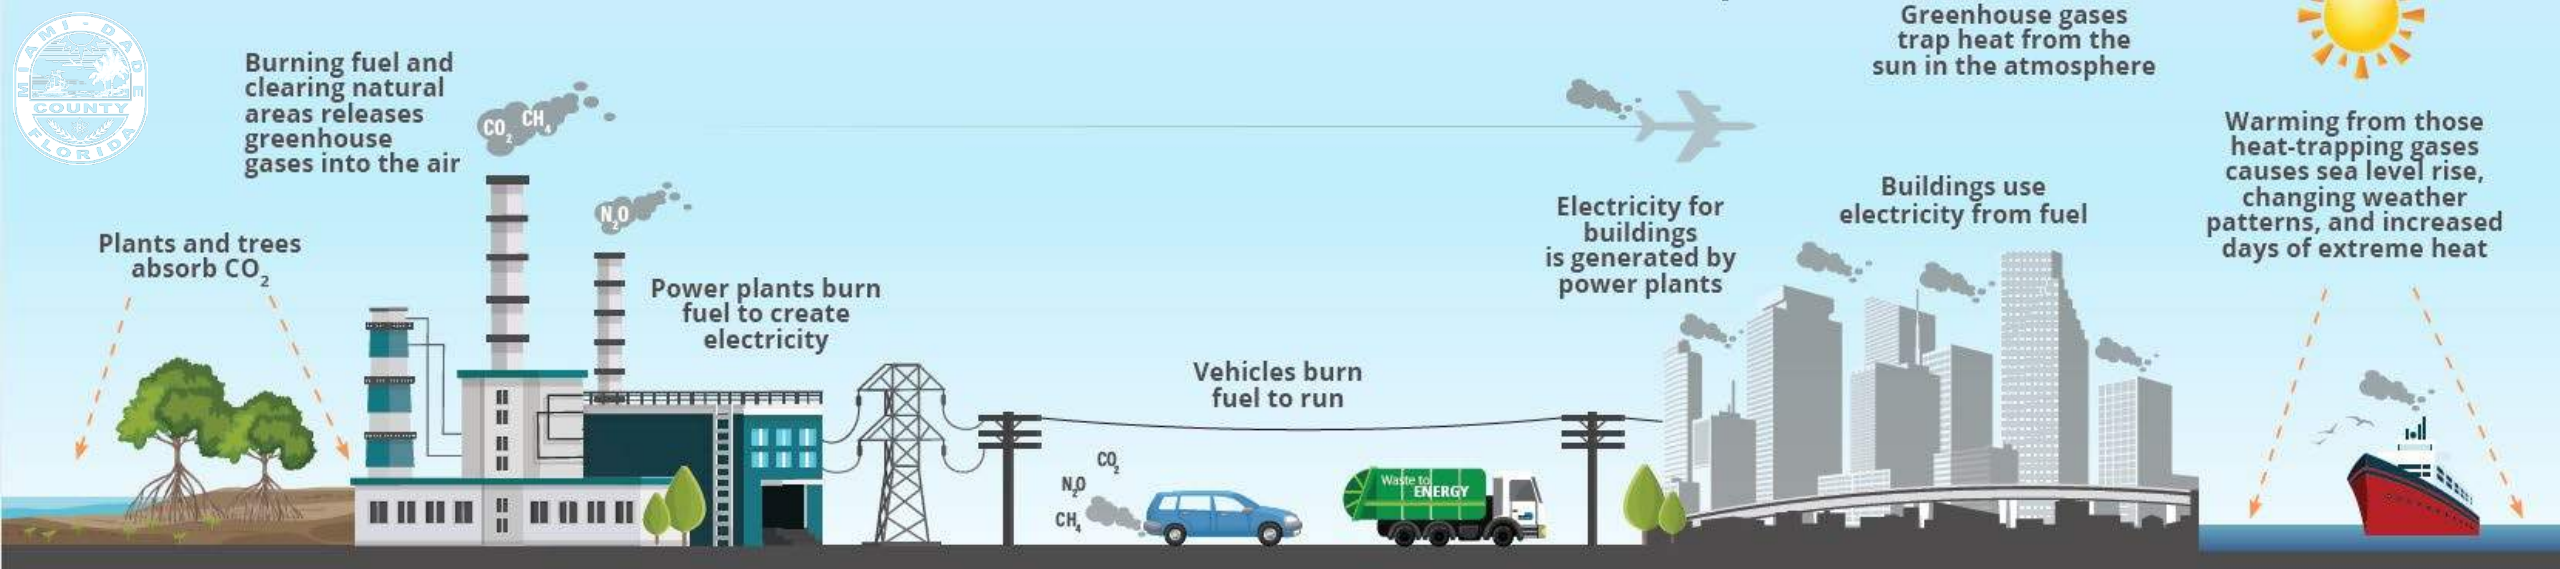 MIAMI-DADE
COUNTY
FLORIDA
Burning fuel and
clearing natural
areas releases
greenhouse
gases into the air
CO₂ CH₄
N₂O
Plants and trees
absorb CO₂
Power plants burn
fuel to create
electricity
Vehicles burn
fuel to run
CO₂
N₂O
CH₄
Waste to
ENERGY
Electricity for
buildings
is generated by
power plants
Buildings use
electricity from fuel
Greenhouse gases
trap heat from the
sun in the atmosphere
Warming from those
heat-trapping gases
causes sea level rise,
changing weather
patterns, and increased
days of extreme heat